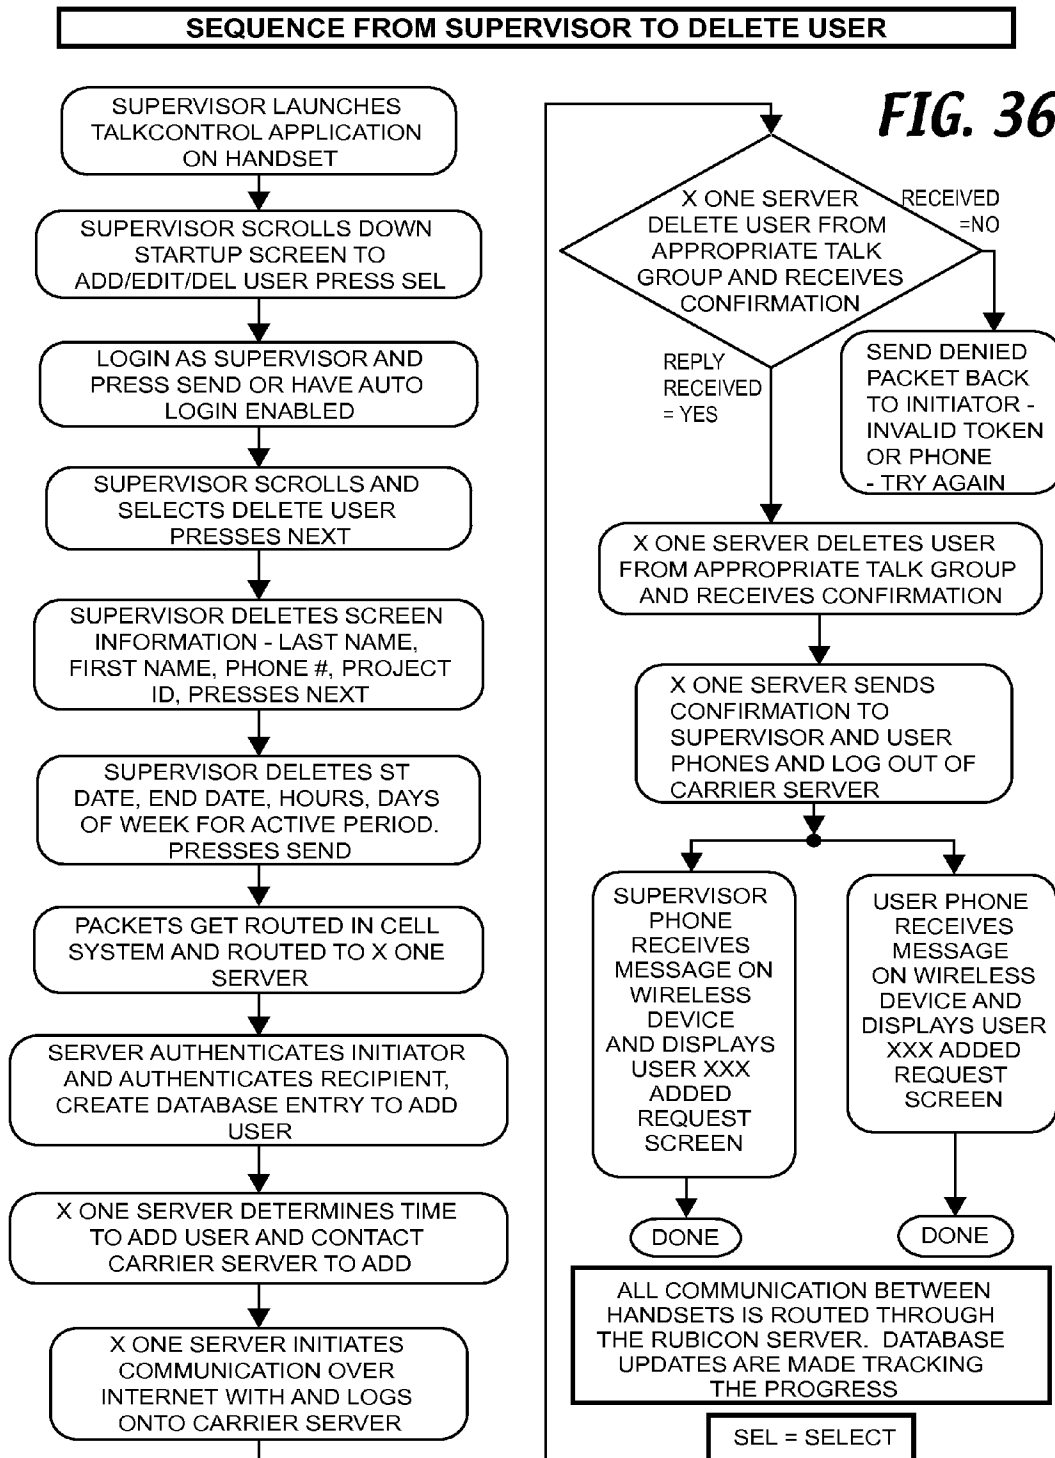 SEQUENCE FROM SUPERVISOR TO DELETE USER
FIG. 36
SUPERVISOR LAUNCHES
TALKCONTROL APPLICATION
ON HANDSET
SUPERVISOR SCROLLS DOWN
STARTUP SCREEN TO
ADD/EDIT/DEL USER PRESS SEL
LOGIN AS SUPERVISOR AND
PRESS SEND OR HAVE AUTO
LOGIN ENABLED
SUPERVISOR SCROLLS AND
SELECTS DELETE USER
PRESSES NEXT
SUPERVISOR DELETES SCREEN
INFORMATION - LAST NAME,
FIRST NAME, PHONE #, PROJECT
ID, PRESSES NEXT
SUPERVISOR DELETES ST
DATE, END DATE, HOURS, DAYS
OF WEEK FOR ACTIVE PERIOD.
PRESSES SEND
PACKETS GET ROUTED IN CELL
SYSTEM AND ROUTED TO X ONE
SERVER
SERVER AUTHENTICATES INITIATOR
AND AUTHENTICATES RECIPIENT,
CREATE DATABASE ENTRY TO ADD
USER
X ONE SERVER DETERMINES TIME
TO ADD USER AND CONTACT
CARRIER SERVER TO ADD
X ONE SERVER INITIATES
COMMUNICATION OVER
INTERNET WITH AND LOGS
ONTO CARRIER SERVER
X ONE SERVER
DELETE USER FROM
APPROPRIATE TALK
GROUP AND RECEIVES
CONFIRMATION
RECEIVED
=NO
SEND DENIED
PACKET BACK
TO INITIATOR -
INVALID TOKEN
OR PHONE
- TRY AGAIN
REPLY
RECEIVED
= YES
X ONE SERVER DELETES USER
FROM APPROPRIATE TALK GROUP
AND RECEIVES CONFIRMATION
X ONE SERVER SENDS
CONFIRMATION TO
SUPERVISOR AND USER
PHONES AND LOG OUT OF
CARRIER SERVER
SUPERVISOR
PHONE
RECEIVES
MESSAGE ON
WIRELESS
DEVICE
AND DISPLAYS
USER XXX
ADDED
REQUEST
SCREEN
DONE
USER PHONE
RECEIVES
MESSAGE
ON WIRELESS
DEVICE AND
DISPLAYS USER
XXX ADDED
REQUEST
SCREEN
DONE
ALL COMMUNICATION BETWEEN
HANDSETS IS ROUTED THROUGH
THE RUBICON SERVER.  DATABASE
UPDATES ARE MADE TRACKING
THE PROGRESS
SEL = SELECT